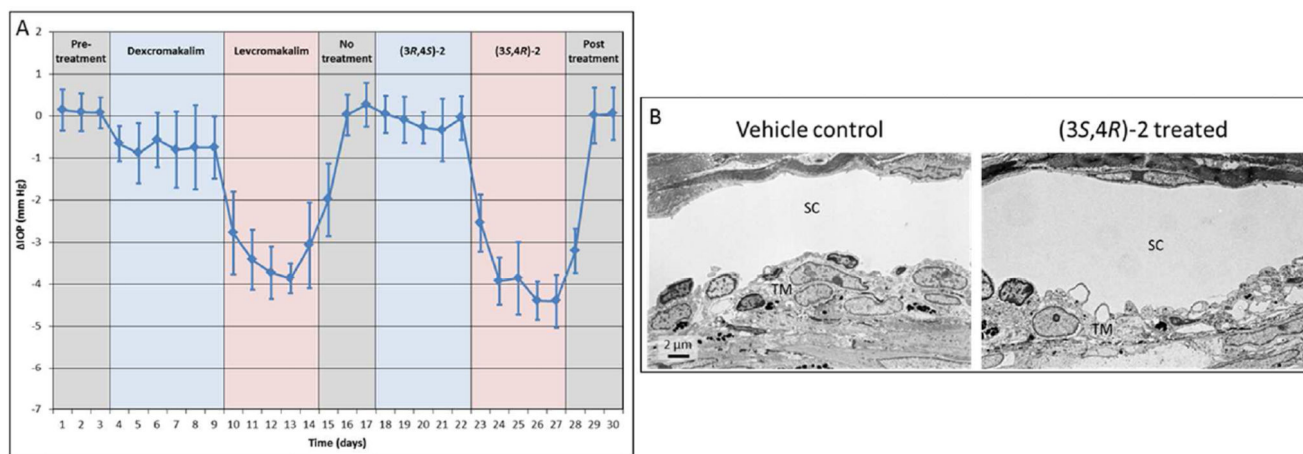 A
Pre-
treatment
Dexcromakalim
Levcromakalim
No
treatment
(3R,4S)-2
(3S,4R)-2
Post
treatment
2
1
0
-1
-2
-3
-4
-5
-6
-7
ΔIOP (mm Hg)
1 2 3 4 5 6 7 8 9 10 11 12 13 14 15 16 17 18 19 20 21 22 23 24 25 26 27 28 29 30
Time (days)
B
Vehicle control
(3S,4R)-2 treated
SC
TM
2 μm
SC
TM